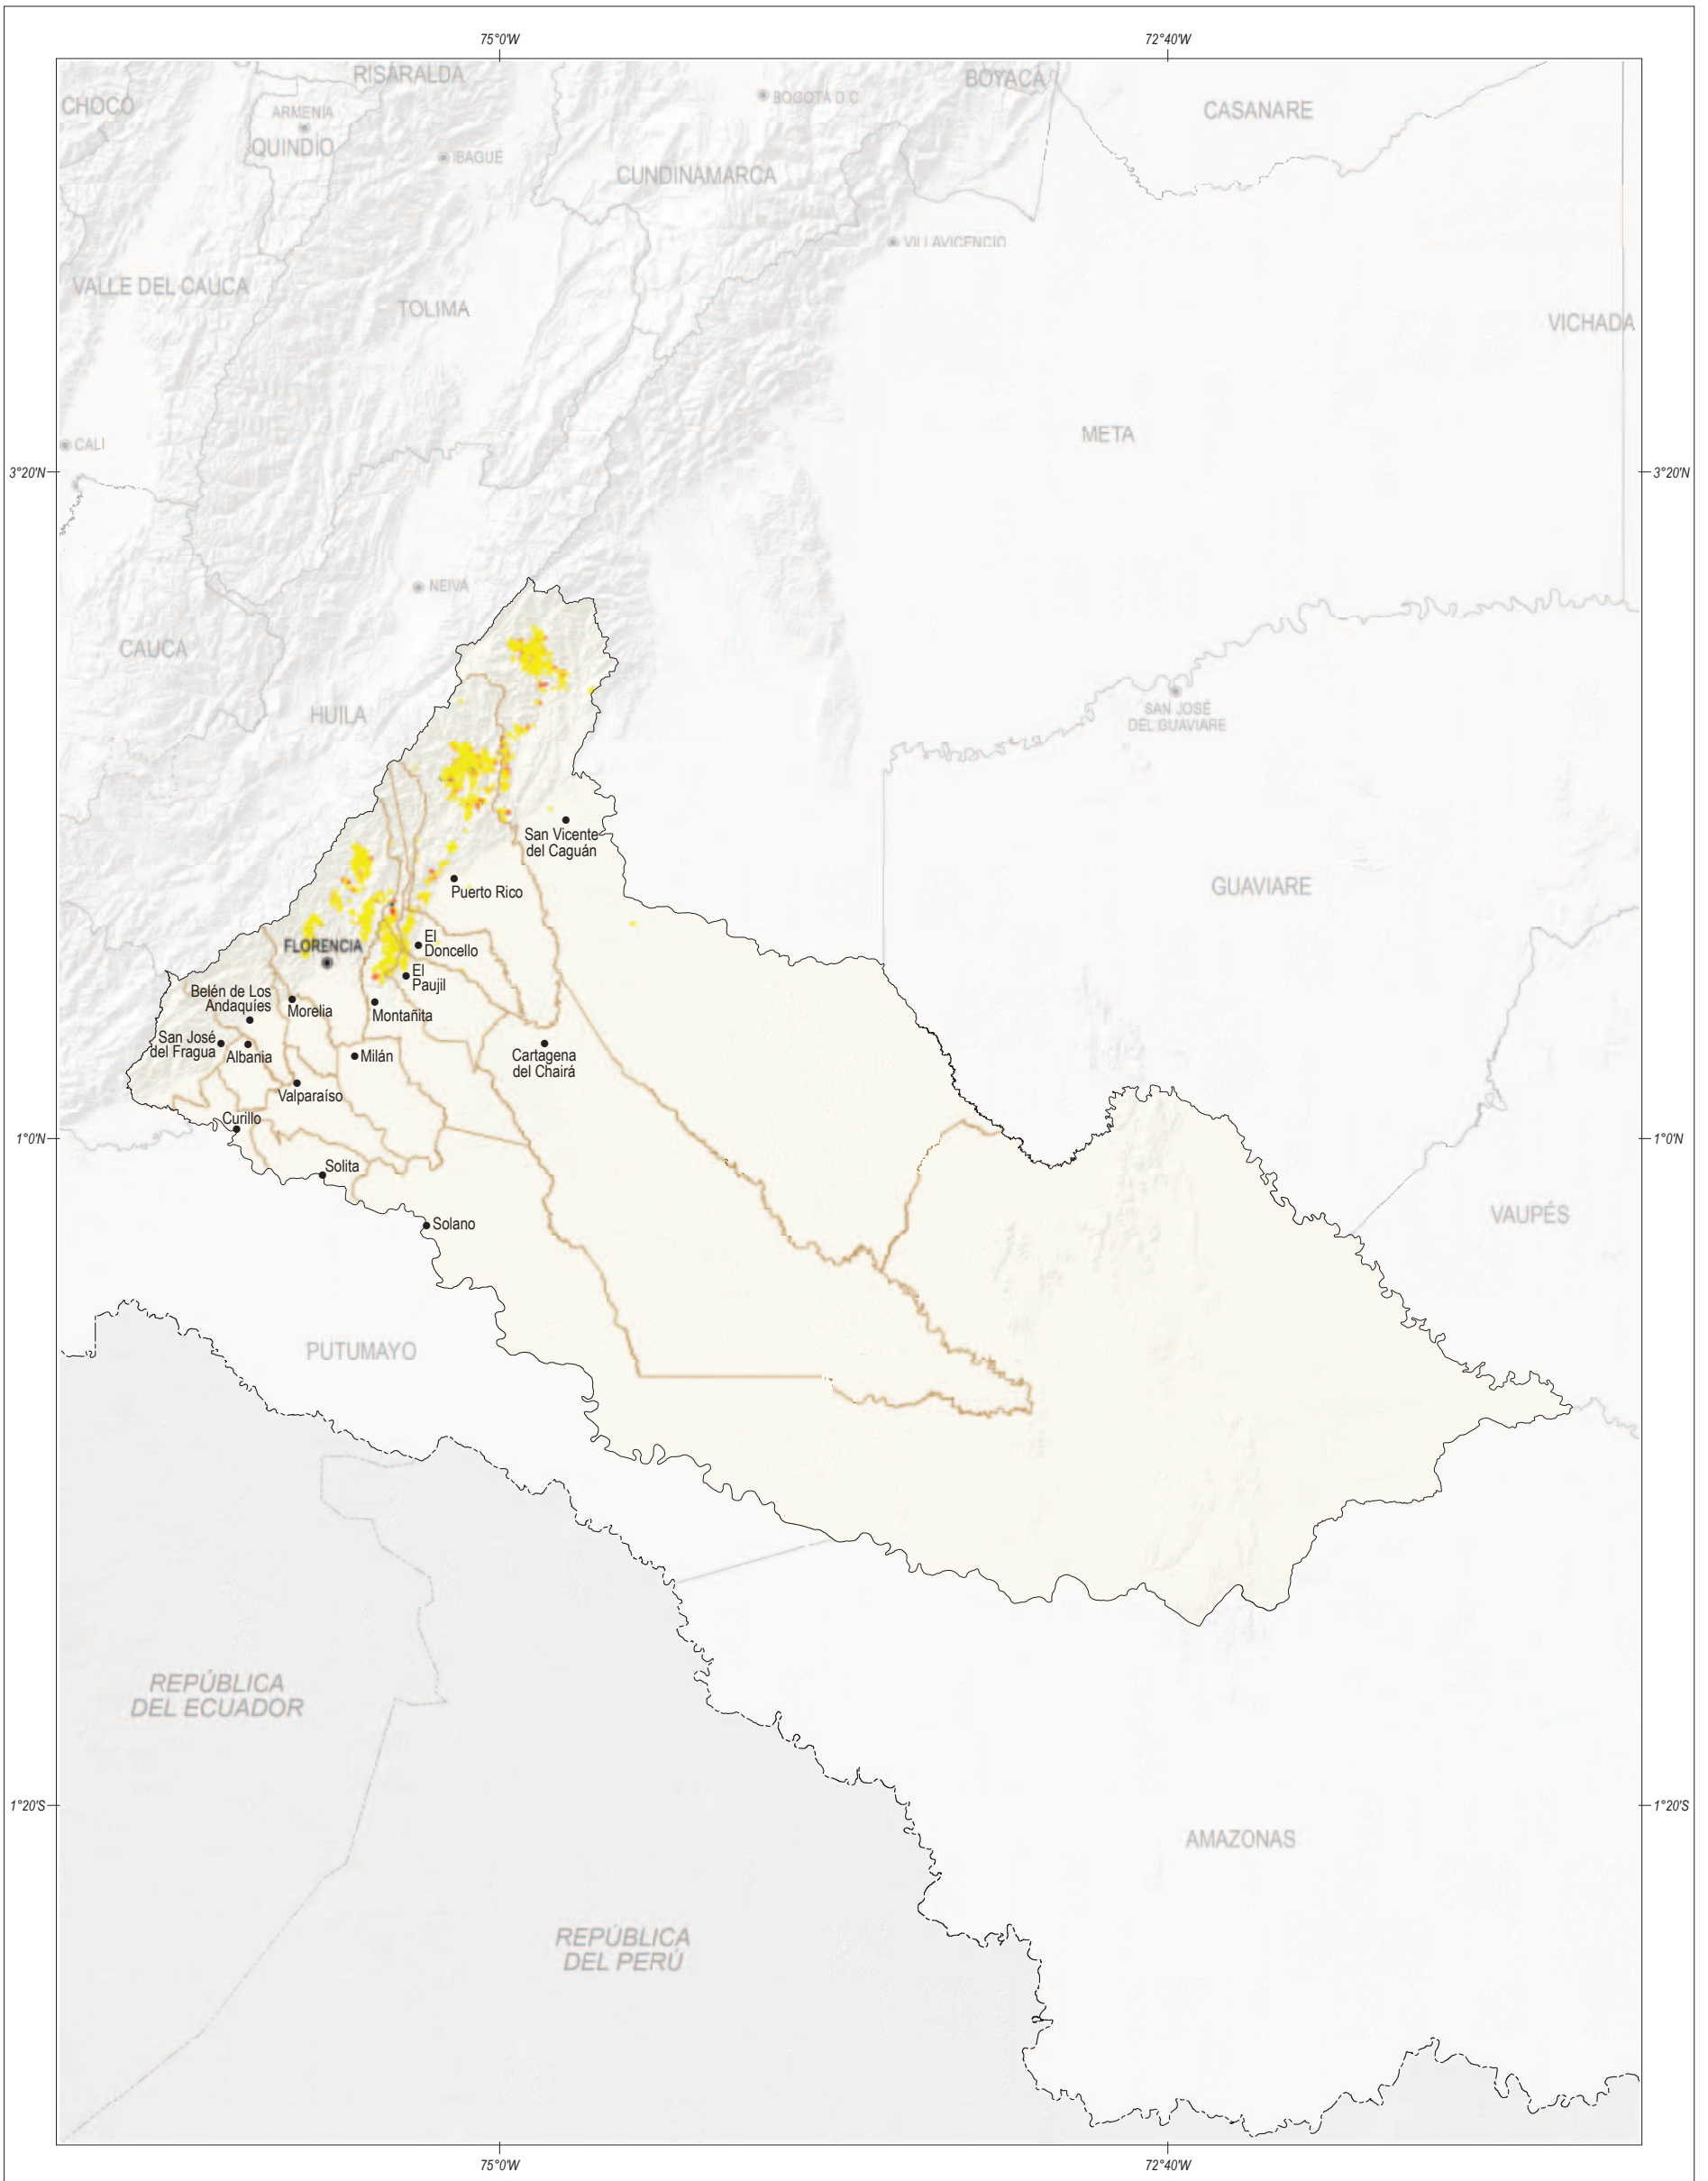 75°0'W
72°40'W
RISARALDA
BOYACÁ
CHOCÓ
BOGOTÁ D.C.
CASANARE
ARMENIA
QUINDÍO
IBAGUÉ
CUNDINAMARCA
VILLAVICENCIO
VALLE DEL CAUCA
TOLIMA
VICHADA
META
CALI
3°20'N
3°20'N
NEIVA
CAUCA
HUILA
SAN JOSÉ
DEL GUAVIARE
San Vicente
del Caguán
Puerto Rico
GUAVIARE
FLORENCIA
El
Doncello
El
Paujil
Belén de Los
Andaquíes
Morelia
Montañita
San José
del Fragua
Albania
Milán
Cartagena
del Chairá
Valparaíso
Curillo
1°0'N
1°0'N
Solita
Solano
VAUPÉS
PUTUMAYO
REPÚBLICA
DEL ECUADOR
1°20'S
1°20'S
AMAZONAS
REPÚBLICA
DEL PERÚ
75°0'W
72°40'W